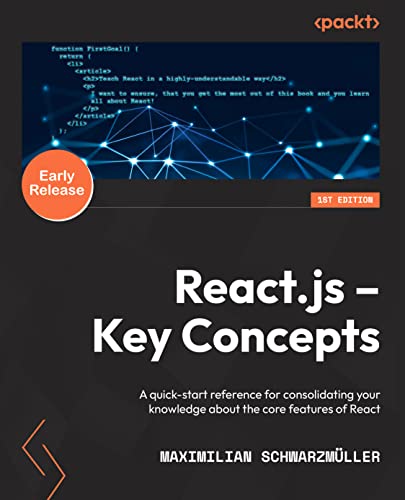 <packt>
function FirstGoal() {
return (
<li>
<article>
<h2>Teach React in a highly-understandable way</h2>
<p>
I want to ensure, that you get the most out of this book and you learn
all about React!
</p>
</article>
</li>
);
}
Early
Release
1ST EDITION
React.js –
Key Concepts
A quick-start reference for consolidating your
knowledge about the core features of React
MAXIMILIAN SCHWARZMÜLLER